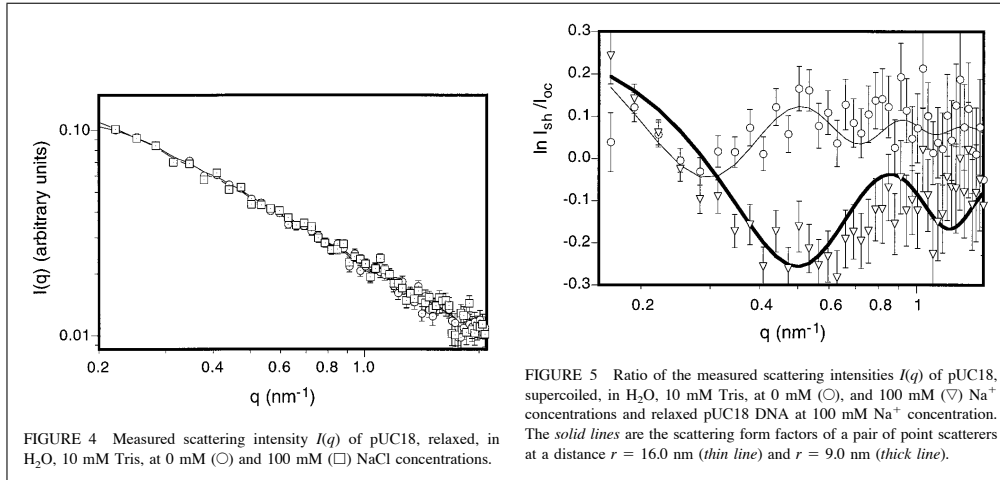 0.10
0.01
I(q) (arbitrary units)
0.2 0.4 0.6 0.8 1.0
q (nm-1)
FIGURE 4 Measured scattering intensity I(q) of pUC18, relaxed, in
H2O, 10 mM Tris, at 0 mM (○) and 100 mM (□) NaCl concentrations.
0.3
0.2
0.1
0.0
-0.1
-0.2
-0.3
ln Ish/Ioc
0.2 0.4 0.6 0.8 1
q (nm-1)
FIGURE 5 Ratio of the measured scattering intensities I(q) of pUC18,
supercoiled, in H2O, 10 mM Tris, at 0 mM (○), and 100 mM (▽) Na+
concentrations and relaxed pUC18 DNA at 100 mM Na+ concentration.
The solid lines are the scattering form factors of a pair of point scatterers
at a distance r = 16.0 nm (thin line) and r = 9.0 nm (thick line).